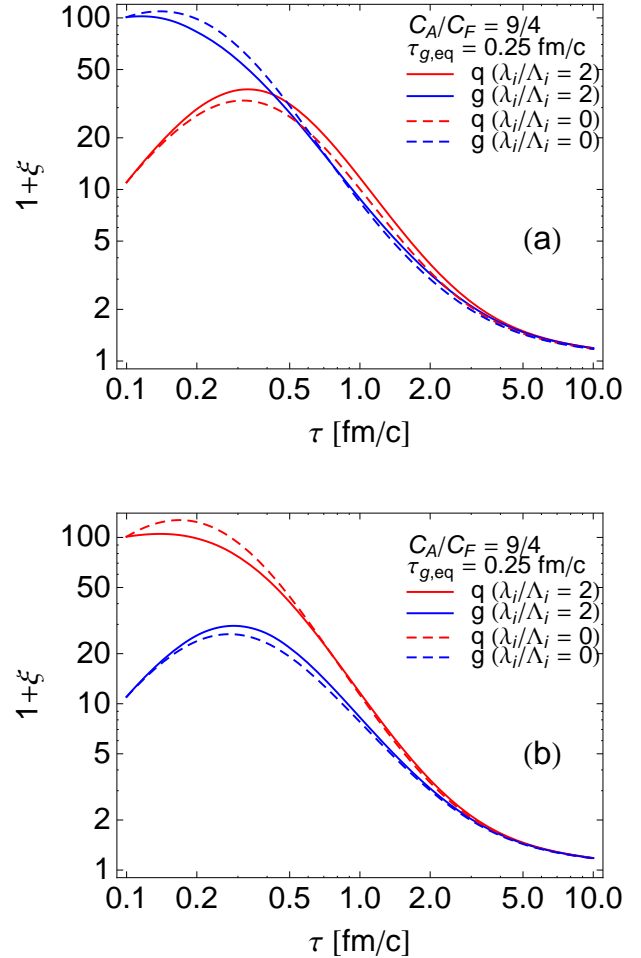 C_A/C_F = 9/4
τ_g,eq = 0.25 fm/c
q (λ_i/Λ_i = 2)
g (λ_i/Λ_i = 2)
q (λ_i/Λ_i = 0)
g (λ_i/Λ_i = 0)
100
50
20
10
5
2
1
1+ξ
(a)
0.1 0.2 0.5 1.0 2.0 5.0 10.0
τ [fm/c]
C_A/C_F = 9/4
τ_g,eq = 0.25 fm/c
q (λ_i/Λ_i = 2)
g (λ_i/Λ_i = 2)
q (λ_i/Λ_i = 0)
g (λ_i/Λ_i = 0)
100
50
20
10
5
2
1
1+ξ
(b)
0.1 0.2 0.5 1.0 2.0 5.0 10.0
τ [fm/c]